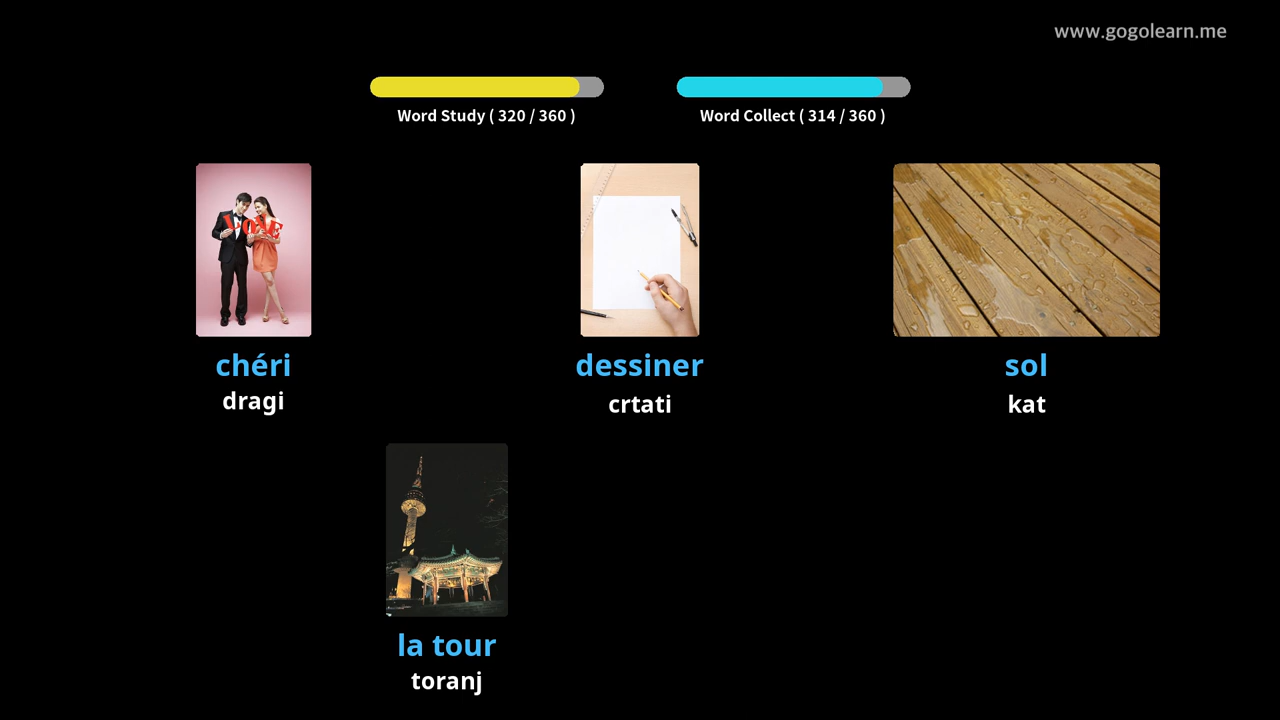 www.gogolearn.me
Word Study ( 320 / 360 )
Word Collect ( 314 / 360 )
chéri
dragi
dessiner
crtati
sol
kat
la tour
toranj